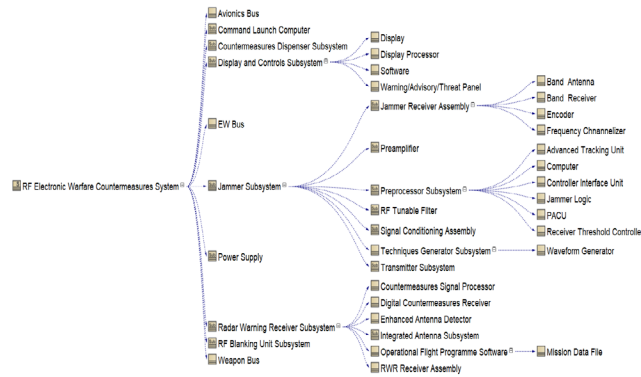 RF Electronic Warfare Countermeasures System
Avionics Bus
Command Launch Computer
Countermeasures Dispenser Subsystem
Display and Controls Subsystem
Display
Display Processor
Software
Warning/Advisory/Threat Panel
EW Bus
Jammer Subsystem
Jammer Receiver Assembly
Band Antenna
Band Receiver
Encoder
Frequency Chnannelizer
Preamplifier
Preprocessor Subsystem
Advanced Tracking Unit
Computer
Controller Interface Unit
Jammer Logic
PACU
Receiver Threshold Controlle
RF Tunable Filter
Signal Conditioning Assembly
Techniques Generator Subsystem
Waveform Generator
Transmitter Subsystem
Power Supply
Radar Warning Receiver Subsystem
Countermeasures Signal Processor
Digital Countermeasures Receiver
Enhanced Antenna Detector
Integrated Antenna Subsystem
Operational Flight Programme Software
Mission Data File
RWR Receiver Assembly
RF Blanking Unit Subsystem
Weapon Bus